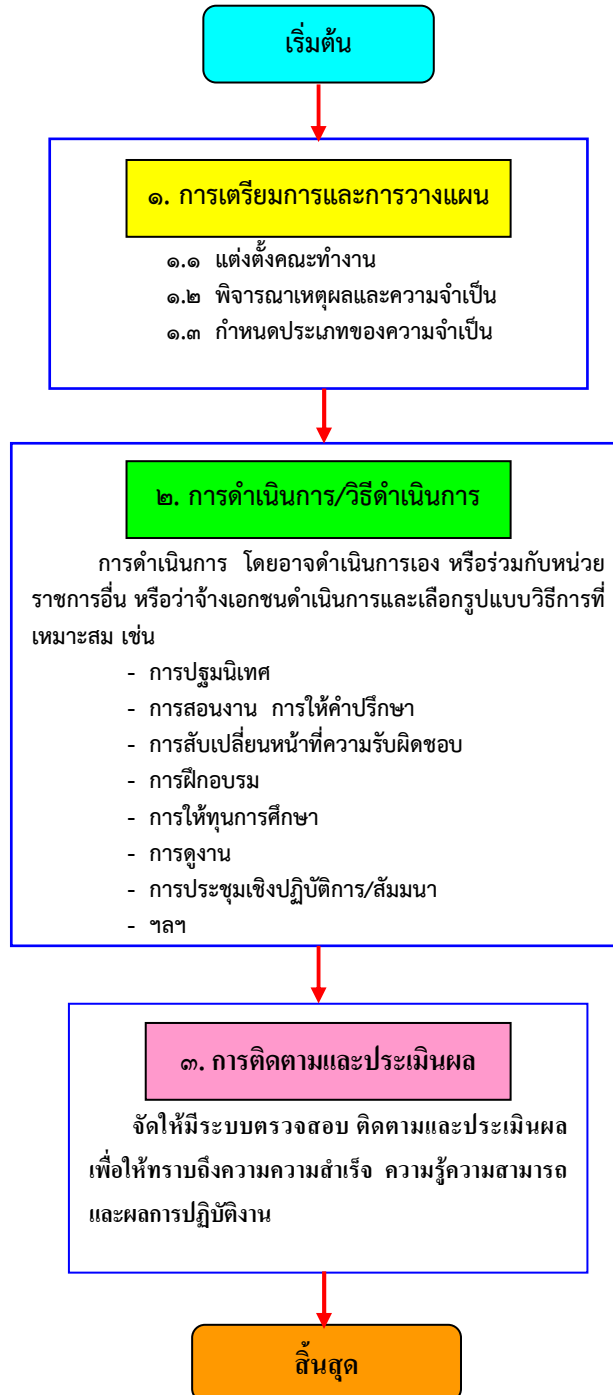 เริ่มต้น
๑. การเตรียมการและการวางแผน
๑.๑ แต่งตั้งคณะทำงาน
๑.๒ พิจารณาเหตุผลและความจำเป็น
๑.๓ กำหนดประเภทของความจำเป็น
๒. การดำเนินการ/วิธีดำเนินการ
การดำเนินการ โดยอาจดำเนินการเอง หรือร่วมกับหน่วย
ราชการอื่น หรือว่าจ้างเอกชนดำเนินการและเลือกรูปแบบวิธีการที่
เหมาะสม เช่น
- การปฐมนิเทศ
- การสอนงาน การให้คำปรึกษา
- การสับเปลี่ยนหน้าที่ความรับผิดชอบ
- การฝึกอบรม
- การให้ทุนการศึกษา
- การดูงาน
- การประชุมเชิงปฏิบัติการ/สัมมนา
- ฯลฯ
๓. การติดตามและประเมินผล
จัดให้มีระบบตรวจสอบ ติดตามและประเมินผล
เพื่อให้ทราบถึงความความสำเร็จ ความรู้ความสามารถ
และผลการปฏิบัติงาน
สิ้นสุด